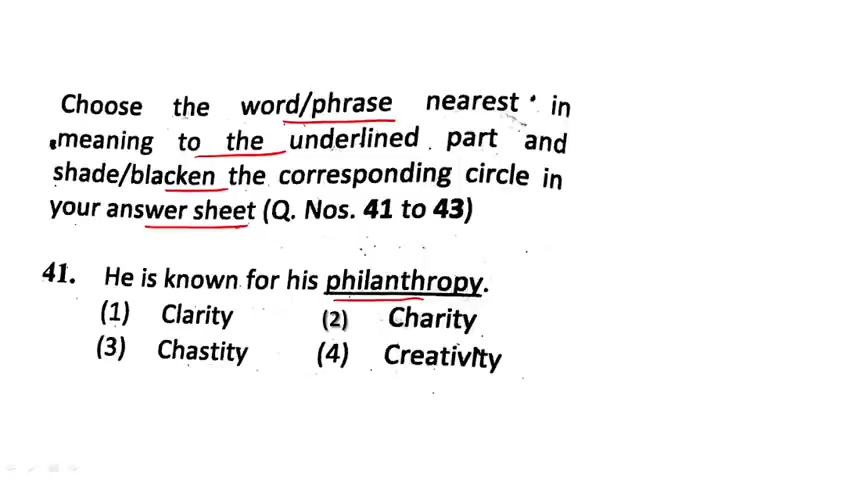 Choose the word/phrase nearest in
meaning to the underlined part and
shade/blacken the corresponding circle in
your answer sheet (Q. Nos. 41 to 43)
41. He is known for his philanthropy.
(1) Clarity (2) Charity
(3) Chastity (4) Creativity